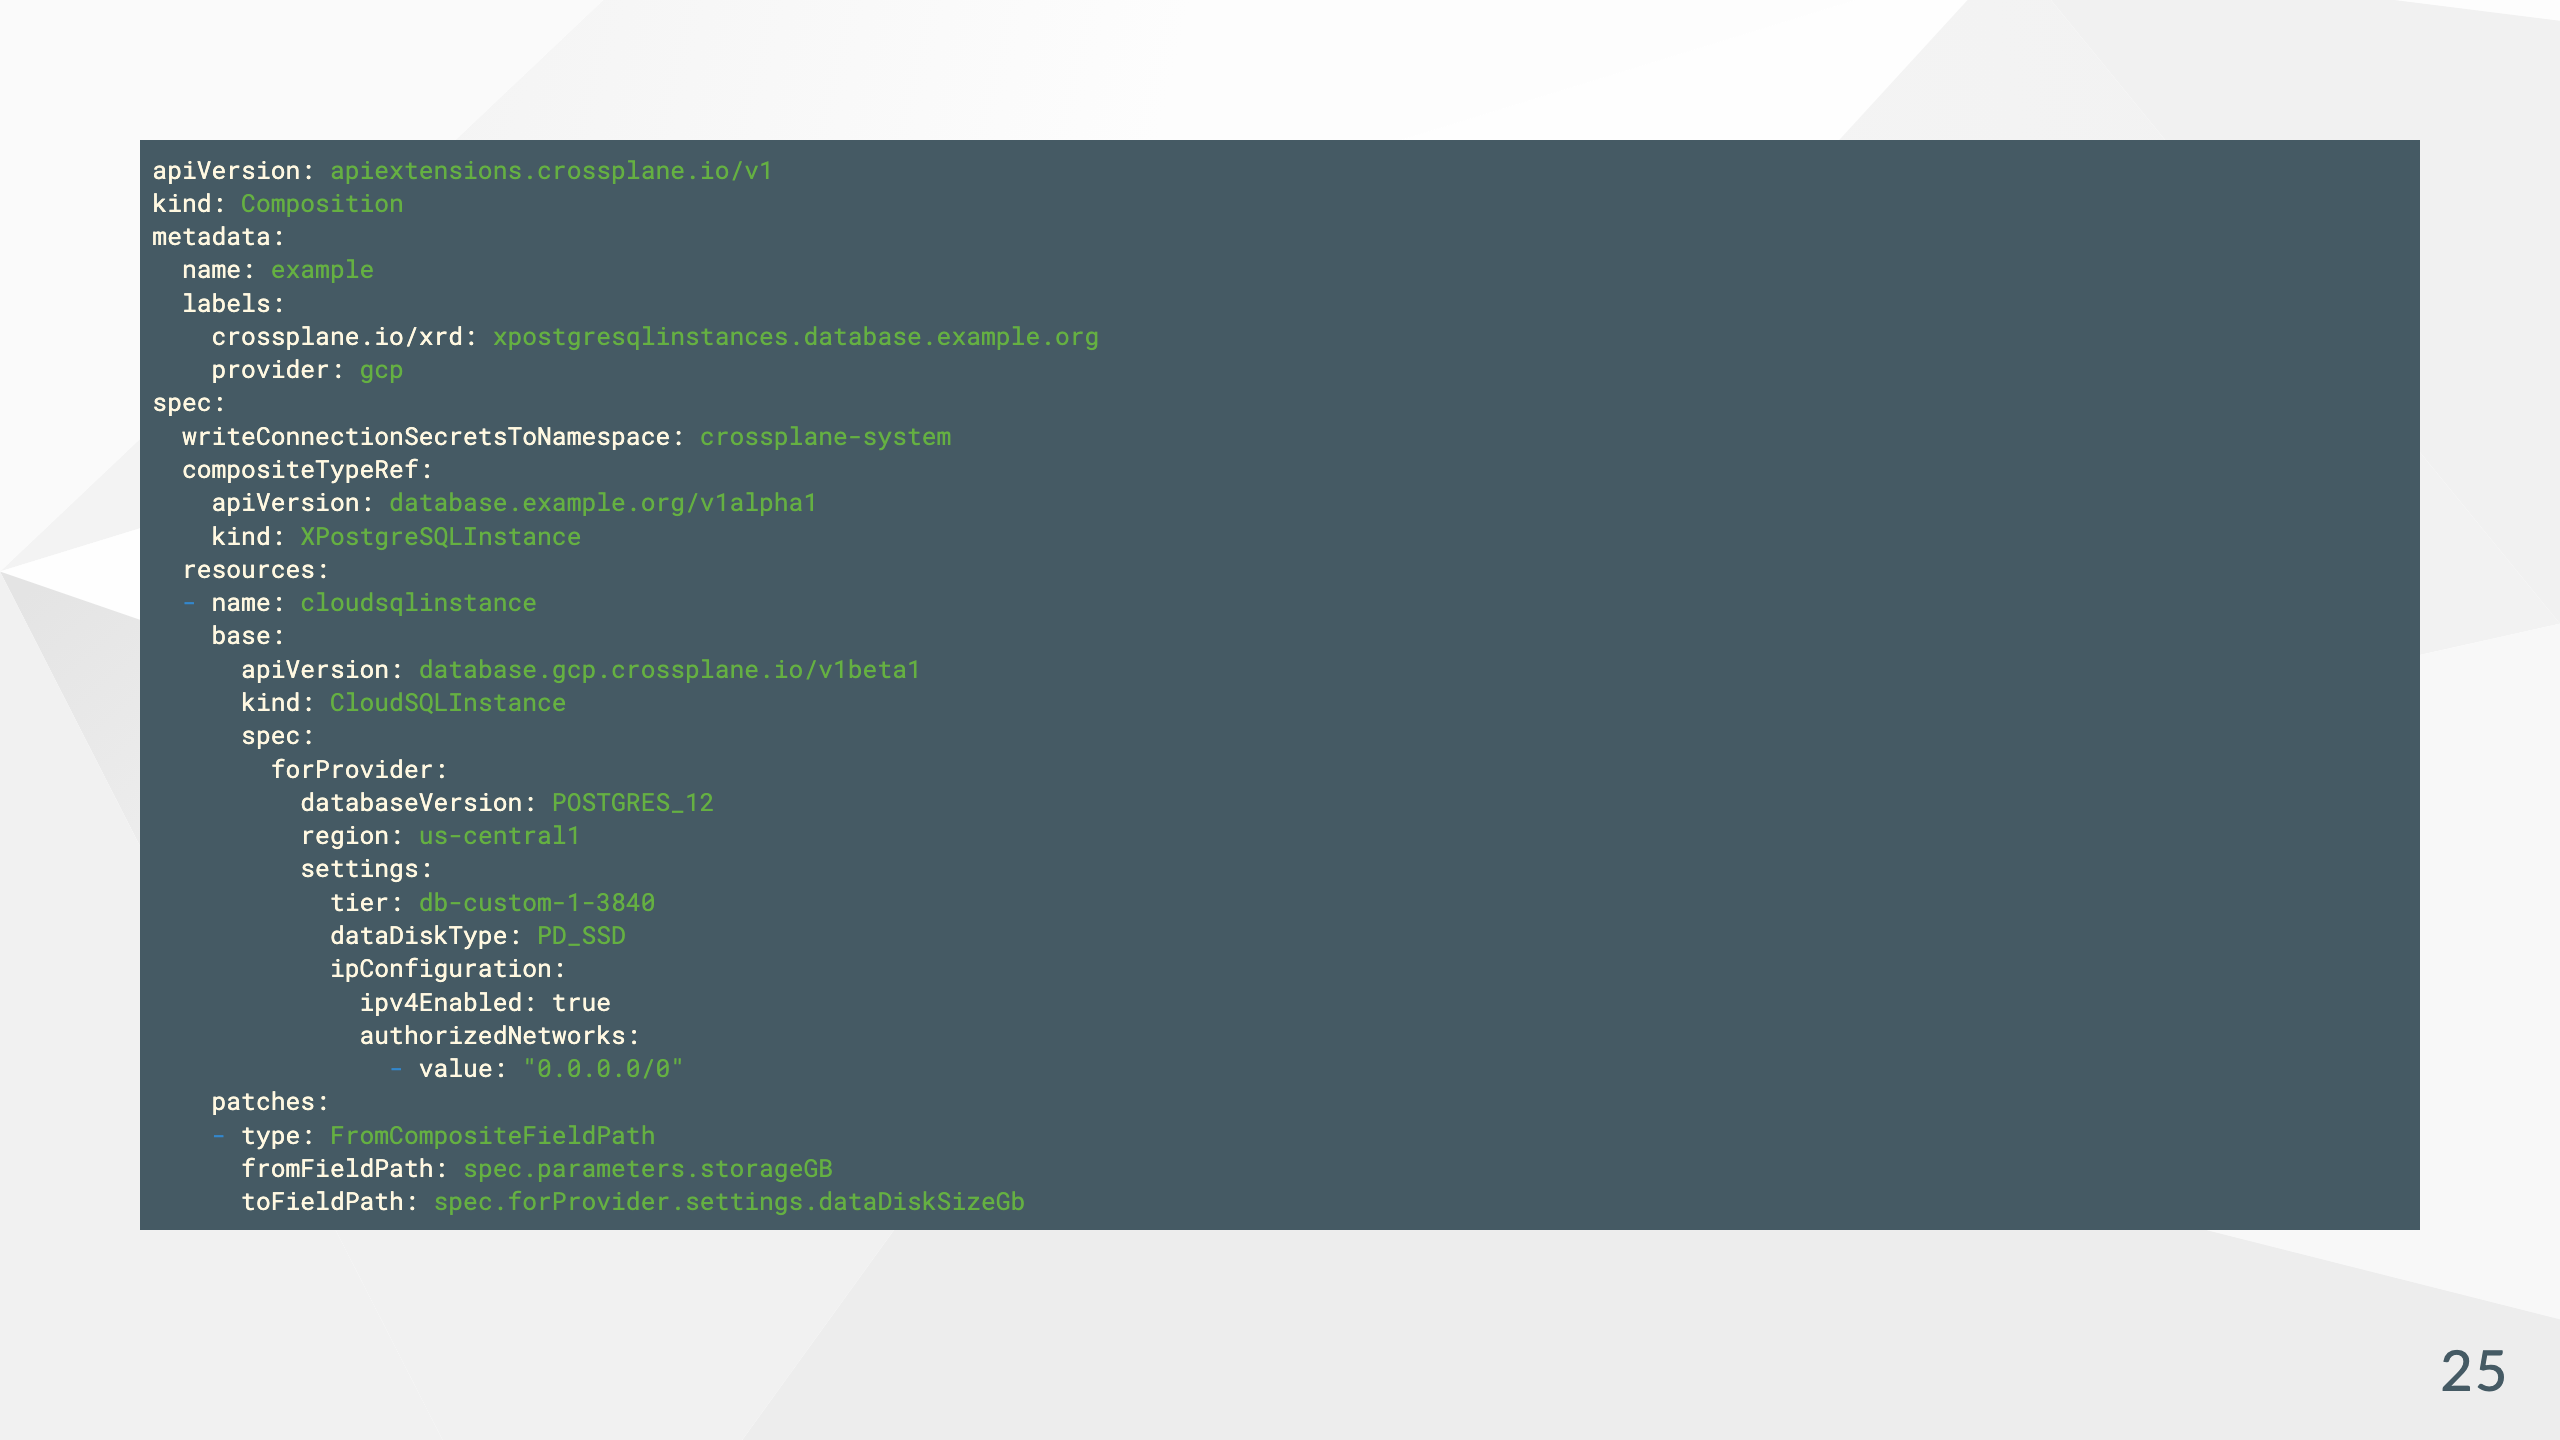 apiVersion: apiextensions.crossplane.io/v1
kind: Composition
metadata:
  name: example
  labels:
    crossplane.io/xrd: xpostgresqlinstances.database.example.org
    provider: gcp
spec:
  writeConnectionSecretsToNamespace: crossplane-system
  compositeTypeRef:
    apiVersion: database.example.org/v1alpha1
    kind: XPostgreSQLInstance
  resources:
  - name: cloudsqlinstance
    base:
      apiVersion: database.gcp.crossplane.io/v1beta1
      kind: CloudSQLInstance
      spec:
        forProvider:
          databaseVersion: POSTGRES_12
          region: us-central1
          settings:
            tier: db-custom-1-3840
            dataDiskType: PD_SSD
            ipConfiguration:
              ipv4Enabled: true
              authorizedNetworks:
                - value: "0.0.0.0/0"
    patches:
    - type: FromCompositeFieldPath
      fromFieldPath: spec.parameters.storageGB
      toFieldPath: spec.forProvider.settings.dataDiskSizeGb
25